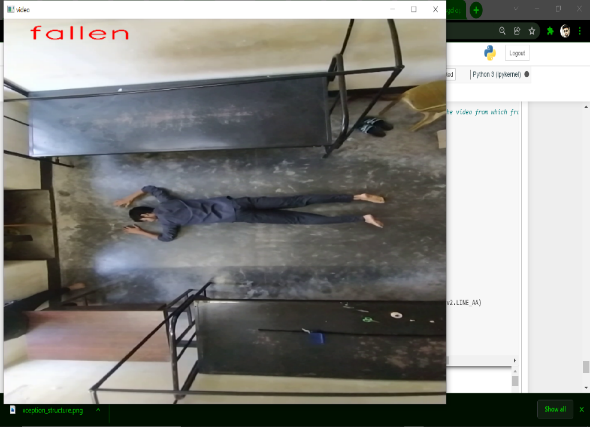 video
fallen
Logout
Python 3 (ipykernel)
e video from which fr
v2.LINE_AA)
xception_structure.png
Show all